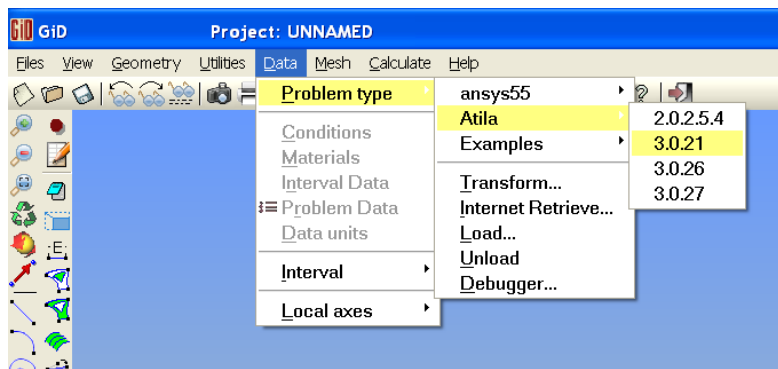 GiD GiD Project: UNNAMED
Files View Geometry Utilities Data Mesh Calculate Help
Problem type
Conditions
Materials
Interval Data
Problem Data
Data units
Interval
Local axes
ansys55
Atila
Examples
Transform...
Internet Retrieve...
Load...
Unload
Debugger...
2.0.2.5.4
3.0.21
3.0.26
3.0.27
?
.E.